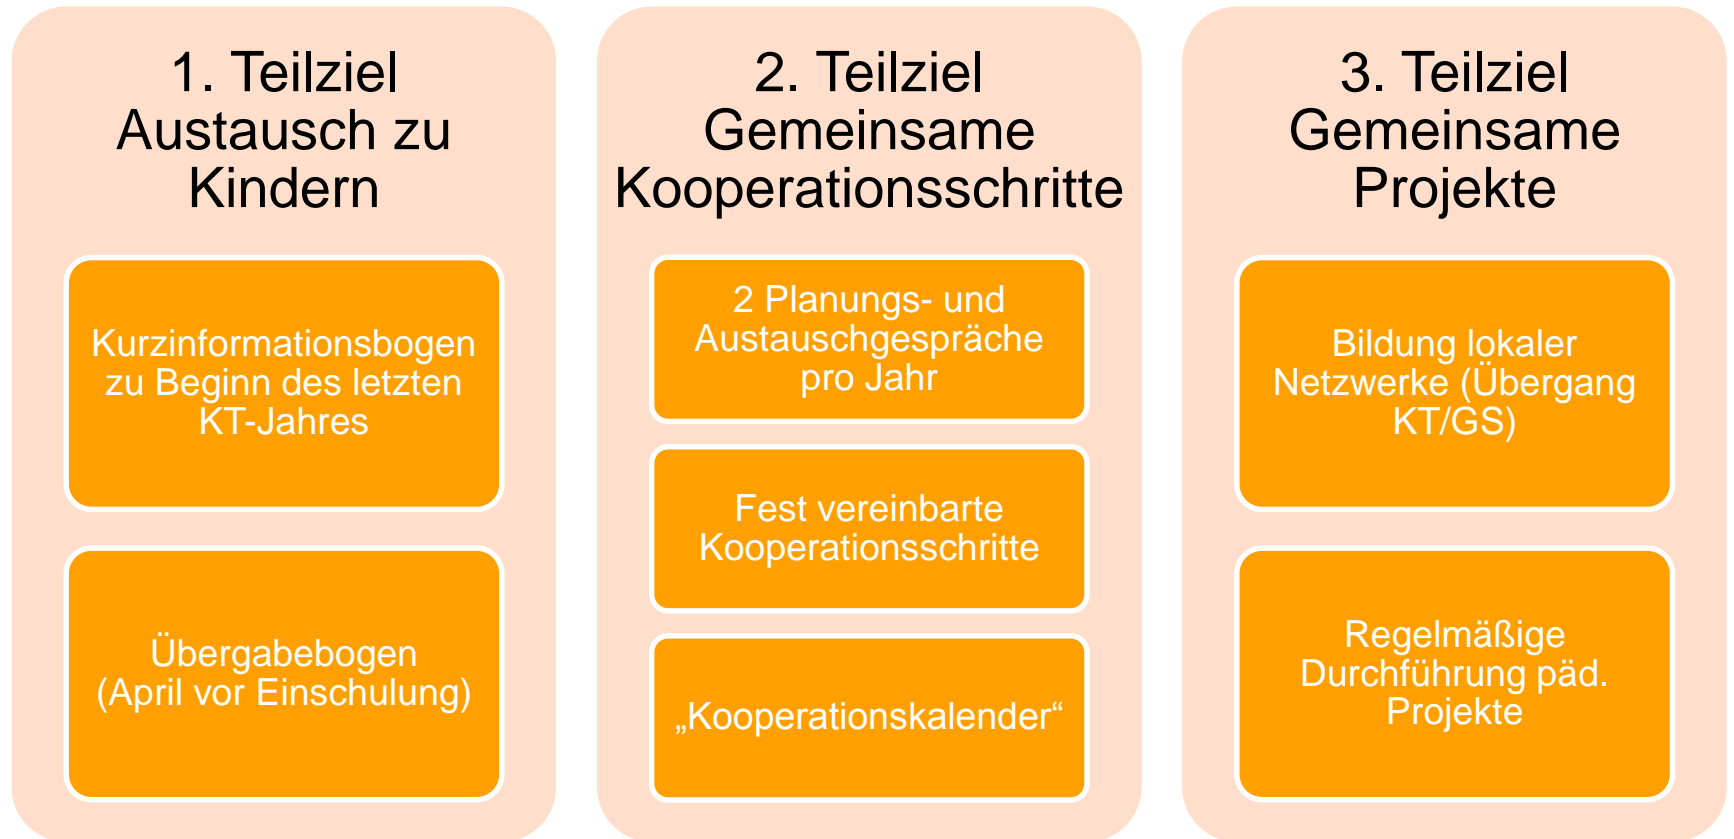 1. Teilziel
Austausch zu
Kindern
Kurzinformationsbogen
zu Beginn des letzten
KT-Jahres
Übergabebogen
(April vor Einschulung)
2. Teilziel
Gemeinsame
Kooperationsschritte
2 Planungs- und
Austauschgespräche
pro Jahr
Fest vereinbarte
Kooperationsschritte
„Kooperationskalender“
3. Teilziel
Gemeinsame
Projekte
Bildung lokaler
Netzwerke (Übergang
KT/GS)
Regelmäßige
Durchführung päd.
Projekte